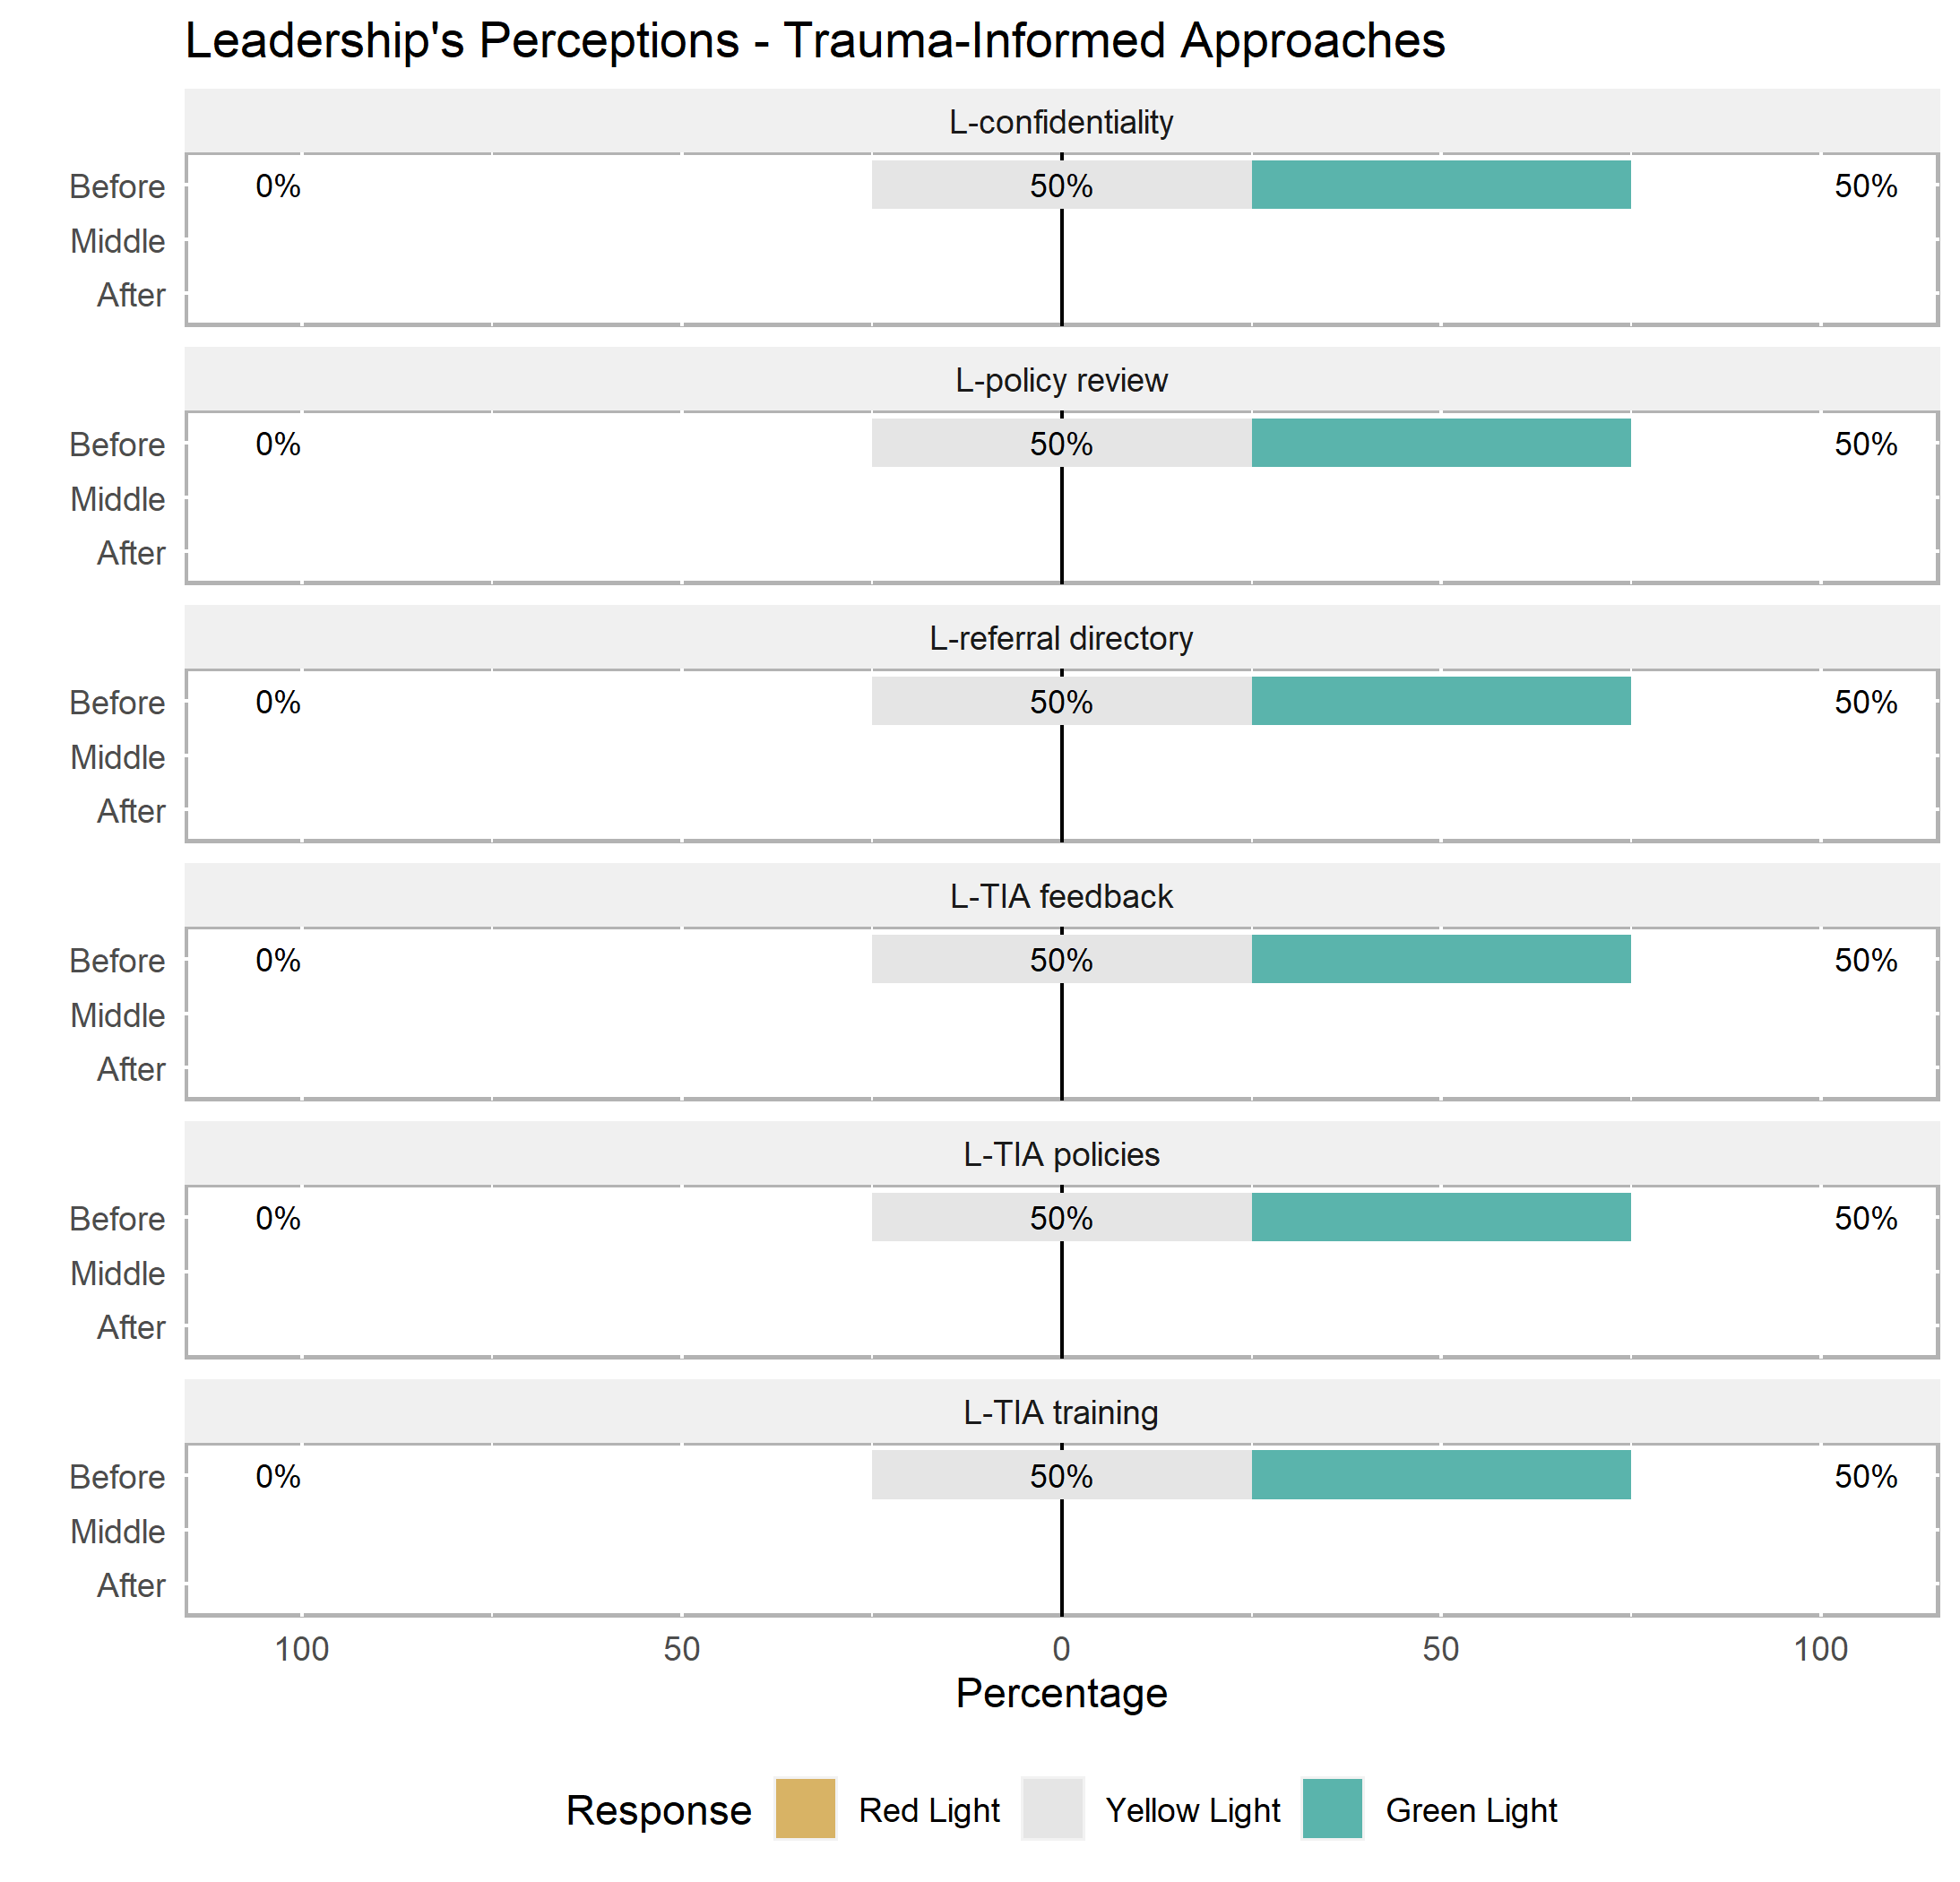 Leadership's Perceptions - Trauma-Informed Approaches
L-confidentiality
Before 0% 50% 50%
Middle
After
L-policy review
Before 0% 50% 50%
Middle
After
L-referral directory
Before 0% 50% 50%
Middle
After
L-TIA feedback
Before 0% 50% 50%
Middle
After
L-TIA policies
Before 0% 50% 50%
Middle
After
L-TIA training
Before 0% 50% 50%
Middle
After
100 50 0 50 100
Percentage
Response Red Light Yellow Light Green Light